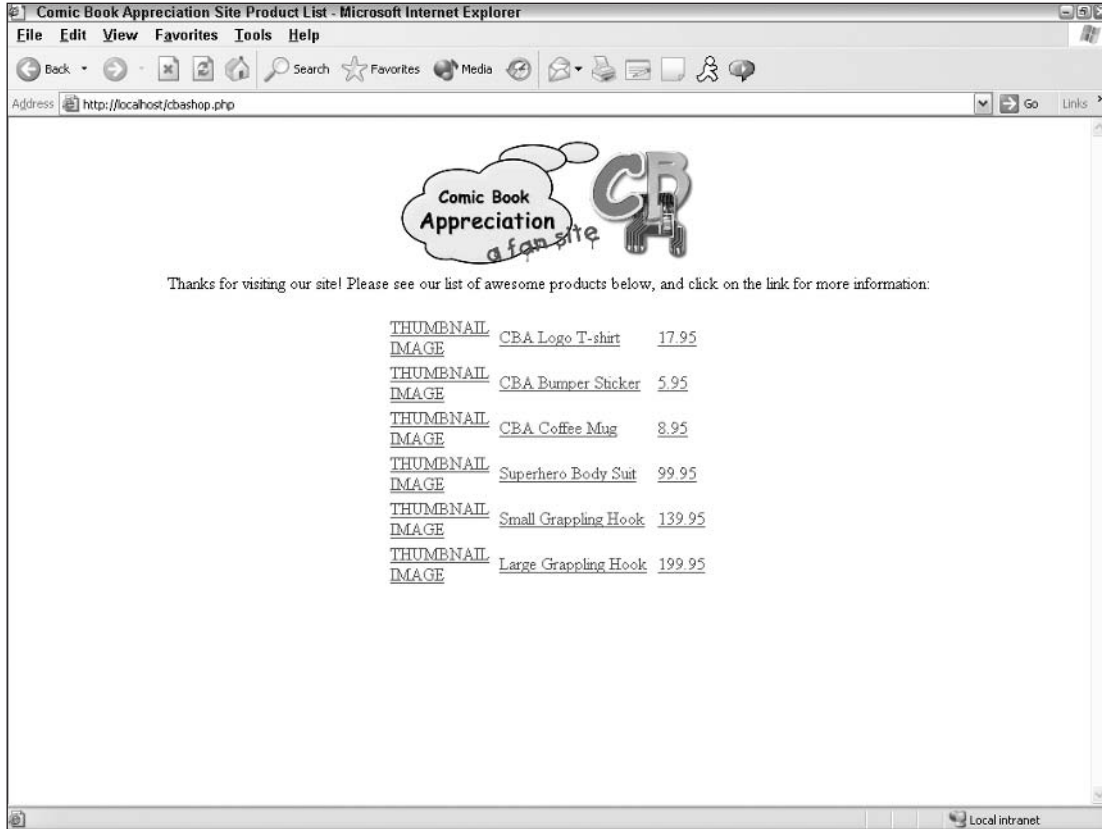 Comic Book Appreciation Site Product List - Microsoft Internet Explorer
File Edit View Favorites Tools Help
Back Search Favorites Media
Address http://localhost/cbashop.php Go Links
Comic Book
Appreciation
a fan site
CBA
Thanks for visiting our site! Please see our list of awesome products below, and click on the link for more information:
THUMBNAIL
IMAGE CBA Logo T-shirt 17.95
THUMBNAIL
IMAGE CBA Bumper Sticker 5.95
THUMBNAIL
IMAGE CBA Coffee Mug 8.95
THUMBNAIL
IMAGE Superhero Body Suit 99.95
THUMBNAIL
IMAGE Small Grappling Hook 139.95
THUMBNAIL
IMAGE Large Grappling Hook 199.95
Local intranet